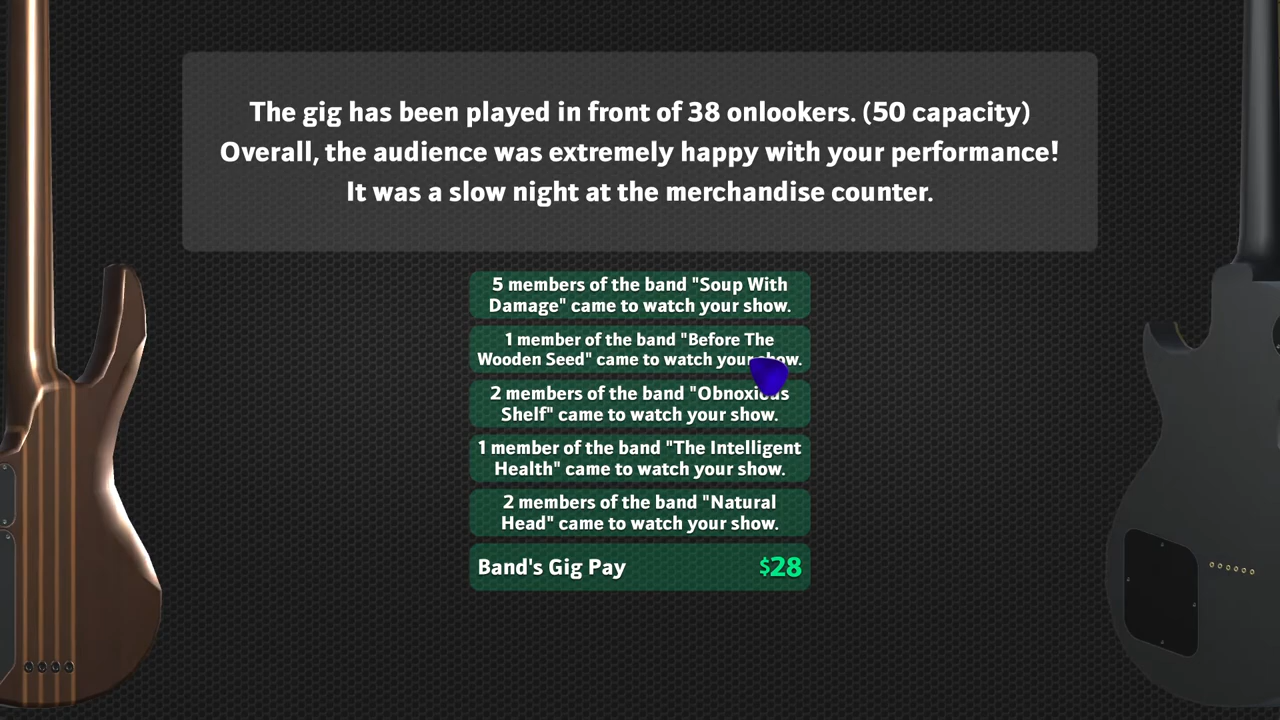 The gig has been played in front of 38 onlookers. (50 capacity)
Overall, the audience was extremely happy with your performance!
It was a slow night at the merchandise counter.
5 members of the band "Soup With
Damage" came to watch your show.
1 member of the band "Before The
Wooden Seed" came to watch your show.
2 members of the band "Obnoxious
Shelf" came to watch your show.
1 member of the band "The Intelligent
Health" came to watch your show.
2 members of the band "Natural
Head" came to watch your show.
Band's Gig Pay $28